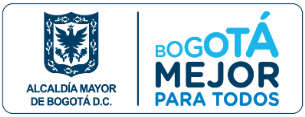 ALCALDÍA MAYOR
DE BOGOTÁ D.C.
BOGOTÁ
MEJOR
PARA TODOS